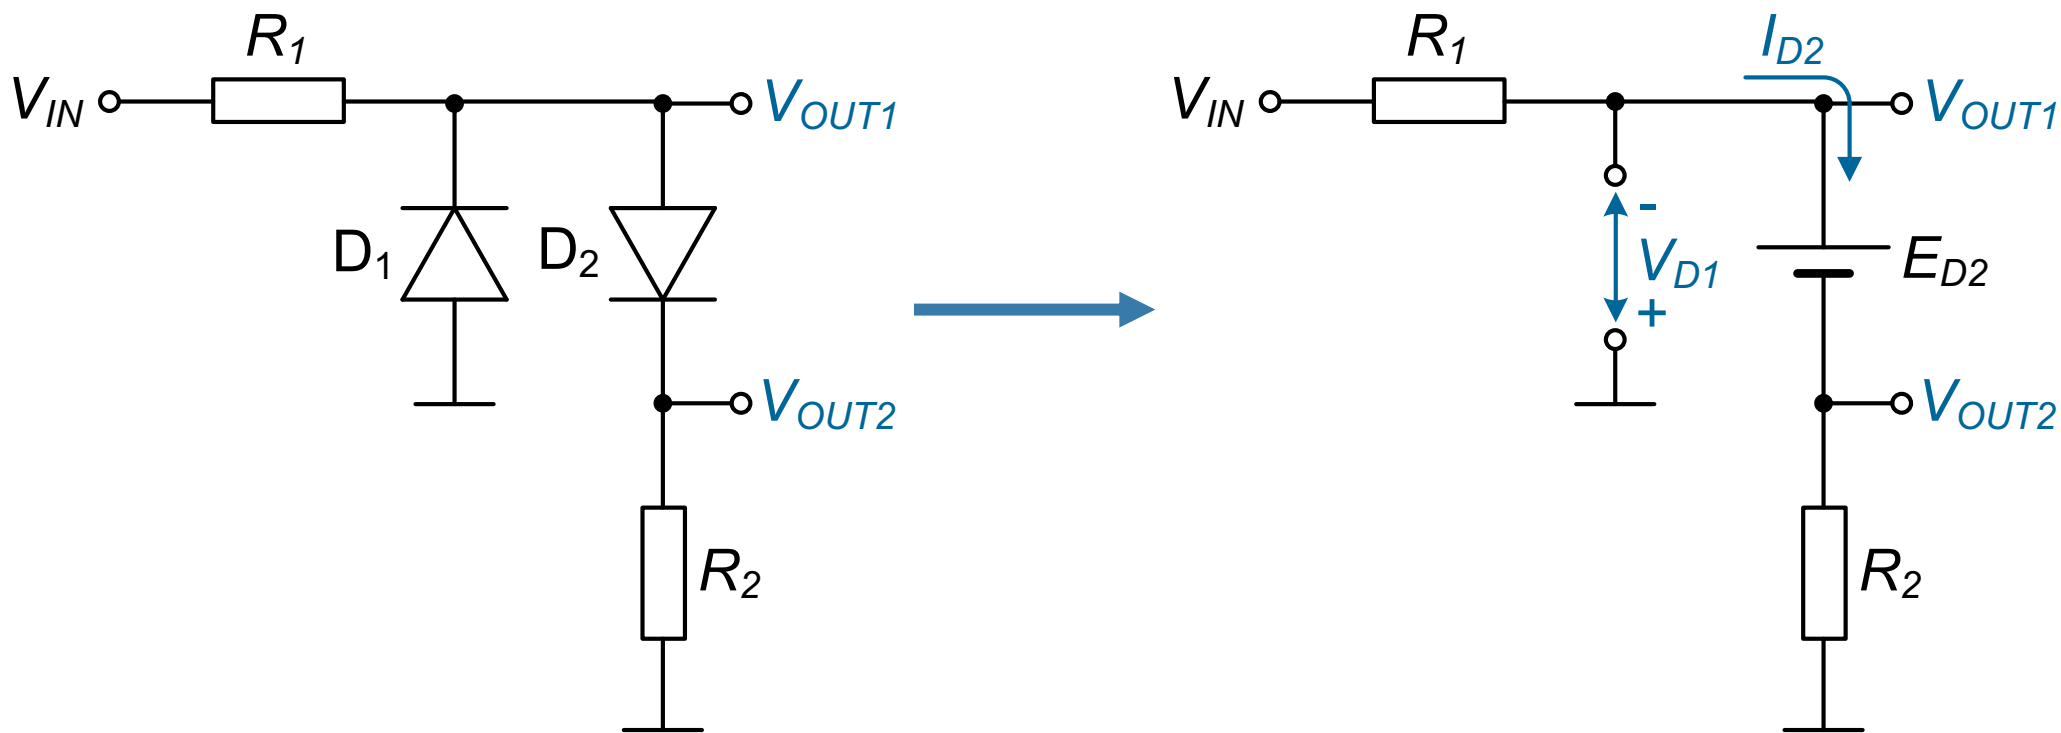 R1
VIN
VOUT1
D1
D2
VOUT2
R2
R1
ID2
VIN
VOUT1
-
VD1
+
ED2
VOUT2
R2